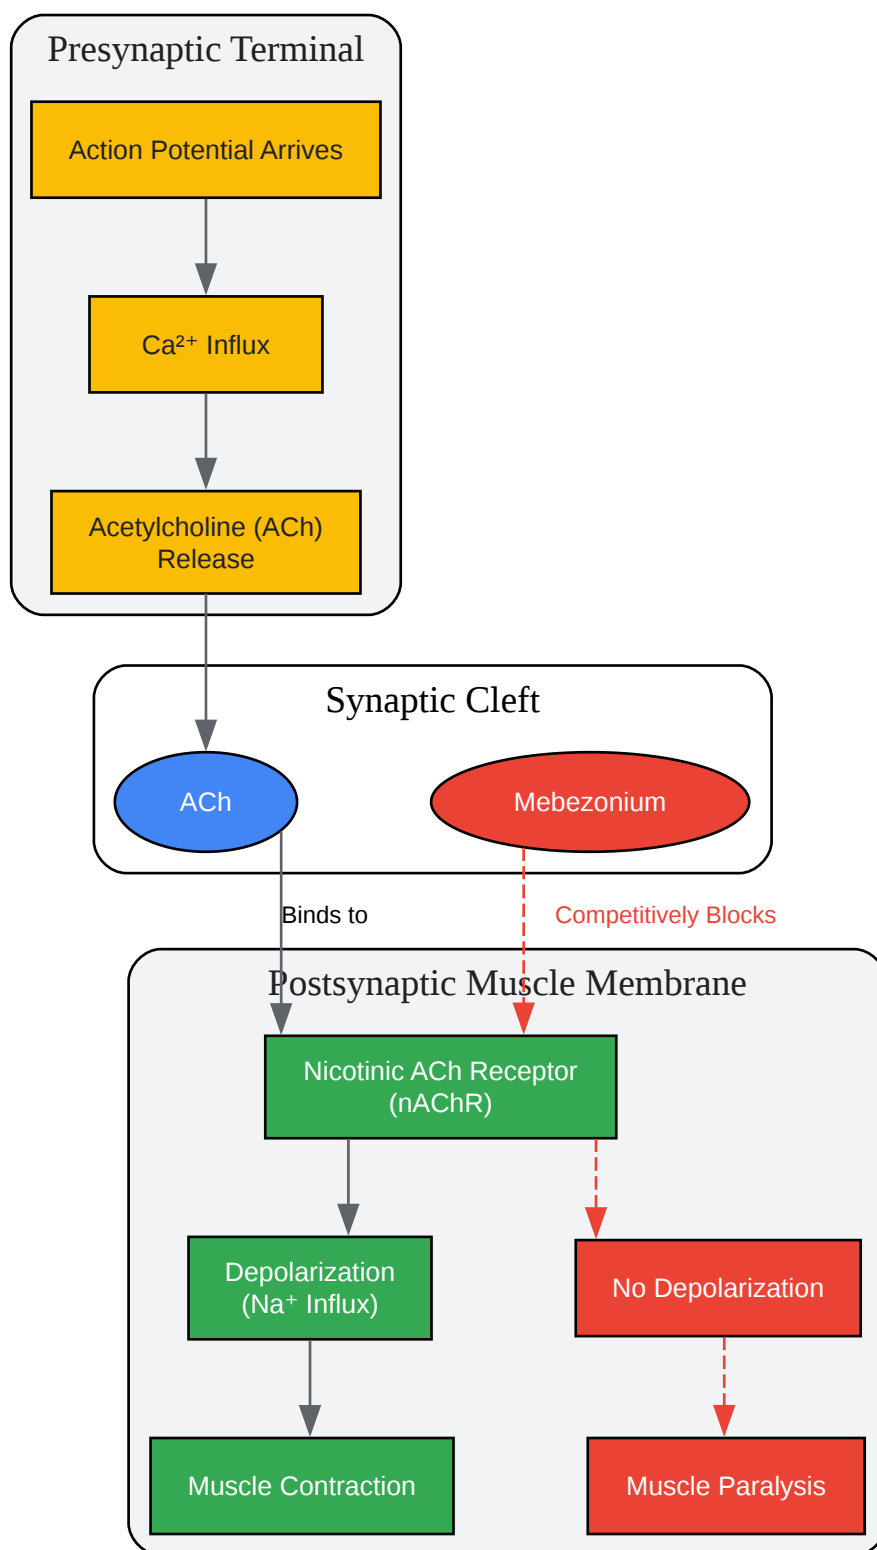 Presynaptic Terminal
Action Potential Arrives
Ca²⁺ Influx
Acetylcholine (ACh)
Release
Synaptic Cleft
ACh
Mebezonium
Binds to
Competitively Blocks
Postsynaptic Muscle Membrane
Nicotinic ACh Receptor
(nAChR)
Depolarization
(Na⁺ Influx)
No Depolarization
Muscle Contraction
Muscle Paralysis